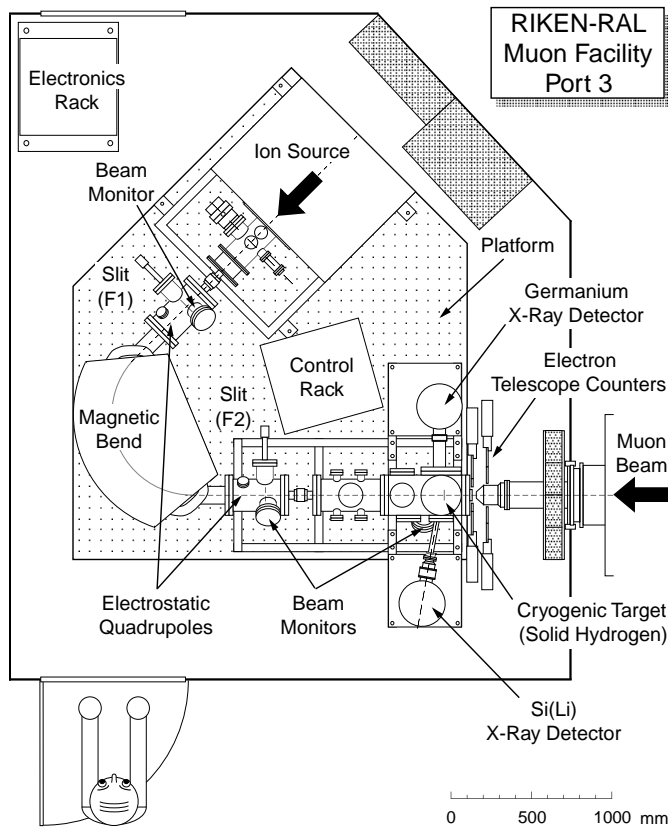 RIKEN-RAL
Muon Facility
Port 3
Electronics
Rack
Ion Source
Beam
Monitor
Platform
Slit
(F1)
Germanium
X-Ray Detector
Control
Rack
Electron
Telescope Counters
Slit
(F2)
Magnetic
Bend
Muon
Beam
Electrostatic
Quadrupoles
Beam
Monitors
Cryogenic Target
(Solid Hydrogen)
Si(Li)
X-Ray Detector
0 500 1000 mm